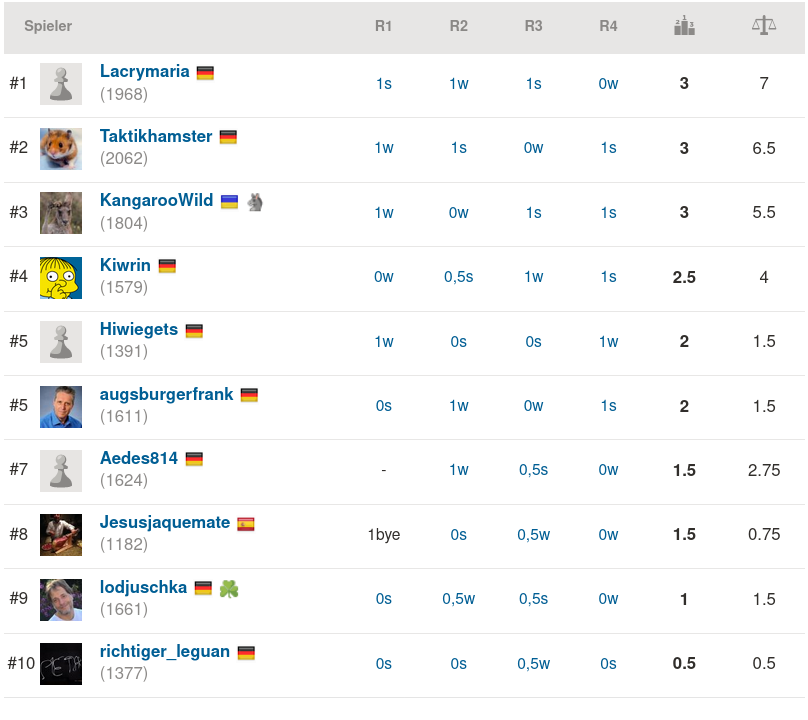 Spieler R1 R2 R3 R4
#1 Lacrymaria 1s 1w 1s 0w 3 7
(1968)
#2 Taktikhamster 1w 1s 0w 1s 3 6.5
(2062)
#3 KangarooWild 1w 0w 1s 1s 3 5.5
(1804)
#4 Kiwrin 0w 0,5s 1w 1s 2.5 4
(1579)
#5 Hiwiegets 1w 0s 0s 1w 2 1.5
(1391)
#5 augsburgerfrank 0s 1w 0w 1s 2 1.5
(1611)
#7 Aedes814 - 1w 0,5s 0w 1.5 2.75
(1624)
#8 Jesusjaquemate 1bye 0s 0,5w 0w 1.5 0.75
(1182)
#9 lodjuschka 0s 0,5w 0,5s 0w 1 1.5
(1661)
#10 richtiger_leguan 0s 0s 0,5w 0s 0.5 0.5
(1377)